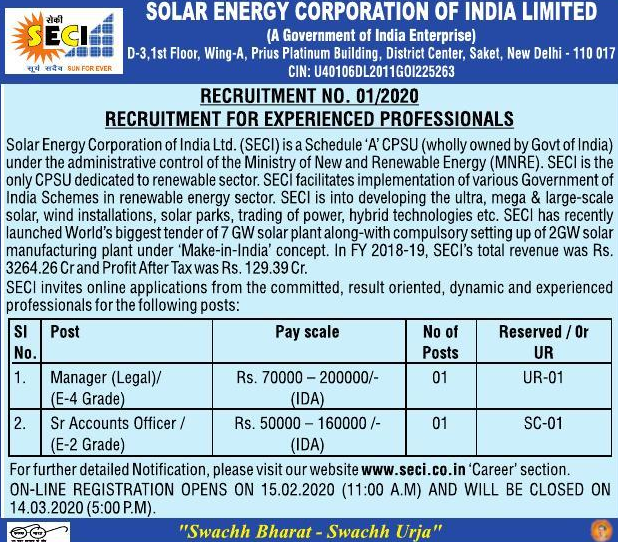 सेकी
SECI
सूर्य सदैव SUN FOR EVER
SOLAR ENERGY CORPORATION OF INDIA LIMITED
(A Government of India Enterprise)
D-3,1st Floor, Wing-A, Prius Platinum Building, District Center, Saket, New Delhi - 110 017
CIN: U40106DL2011GOI225263
RECRUITMENT NO. 01/2020
RECRUITMENT FOR EXPERIENCED PROFESSIONALS
Solar Energy Corporation of India Ltd. (SECI) is a Schedule 'A' CPSU (wholly owned by Govt of India)
under the administrative control of the Ministry of New and Renewable Energy (MNRE). SECI is the
only CPSU dedicated to renewable sector. SECI facilitates implementation of various Government of
India Schemes in renewable energy sector. SECI is into developing the ultra, mega & large-scale
solar, wind installations, solar parks, trading of power, hybrid technologies etc. SECI has recently
launched World's biggest tender of 7 GW solar plant along-with compulsory setting up of 2GW solar
manufacturing plant under 'Make-in-India' concept. In FY 2018-19, SECI's total revenue was Rs.
3264.26 Cr and Profit After Tax was Rs. 129.39 Cr.
SECI invites online applications from the committed, result oriented, dynamic and experienced
professionals for the following posts:
Sl No. Post Pay scale No of Posts Reserved / Or UR
1. Manager (Legal)/ (E-4 Grade) Rs. 70000 – 200000/- (IDA) 01 UR-01
2. Sr Accounts Officer / (E-2 Grade) Rs. 50000 – 160000 /- (IDA) 01 SC-01
For further detailed Notification, please visit our website www.seci.co.in 'Career' section.
ON-LINE REGISTRATION OPENS ON 15.02.2020 (11:00 A.M) AND WILL BE CLOSED ON
14.03.2020 (5:00 P.M).
"Swachh Bharat - Swachh Urja"